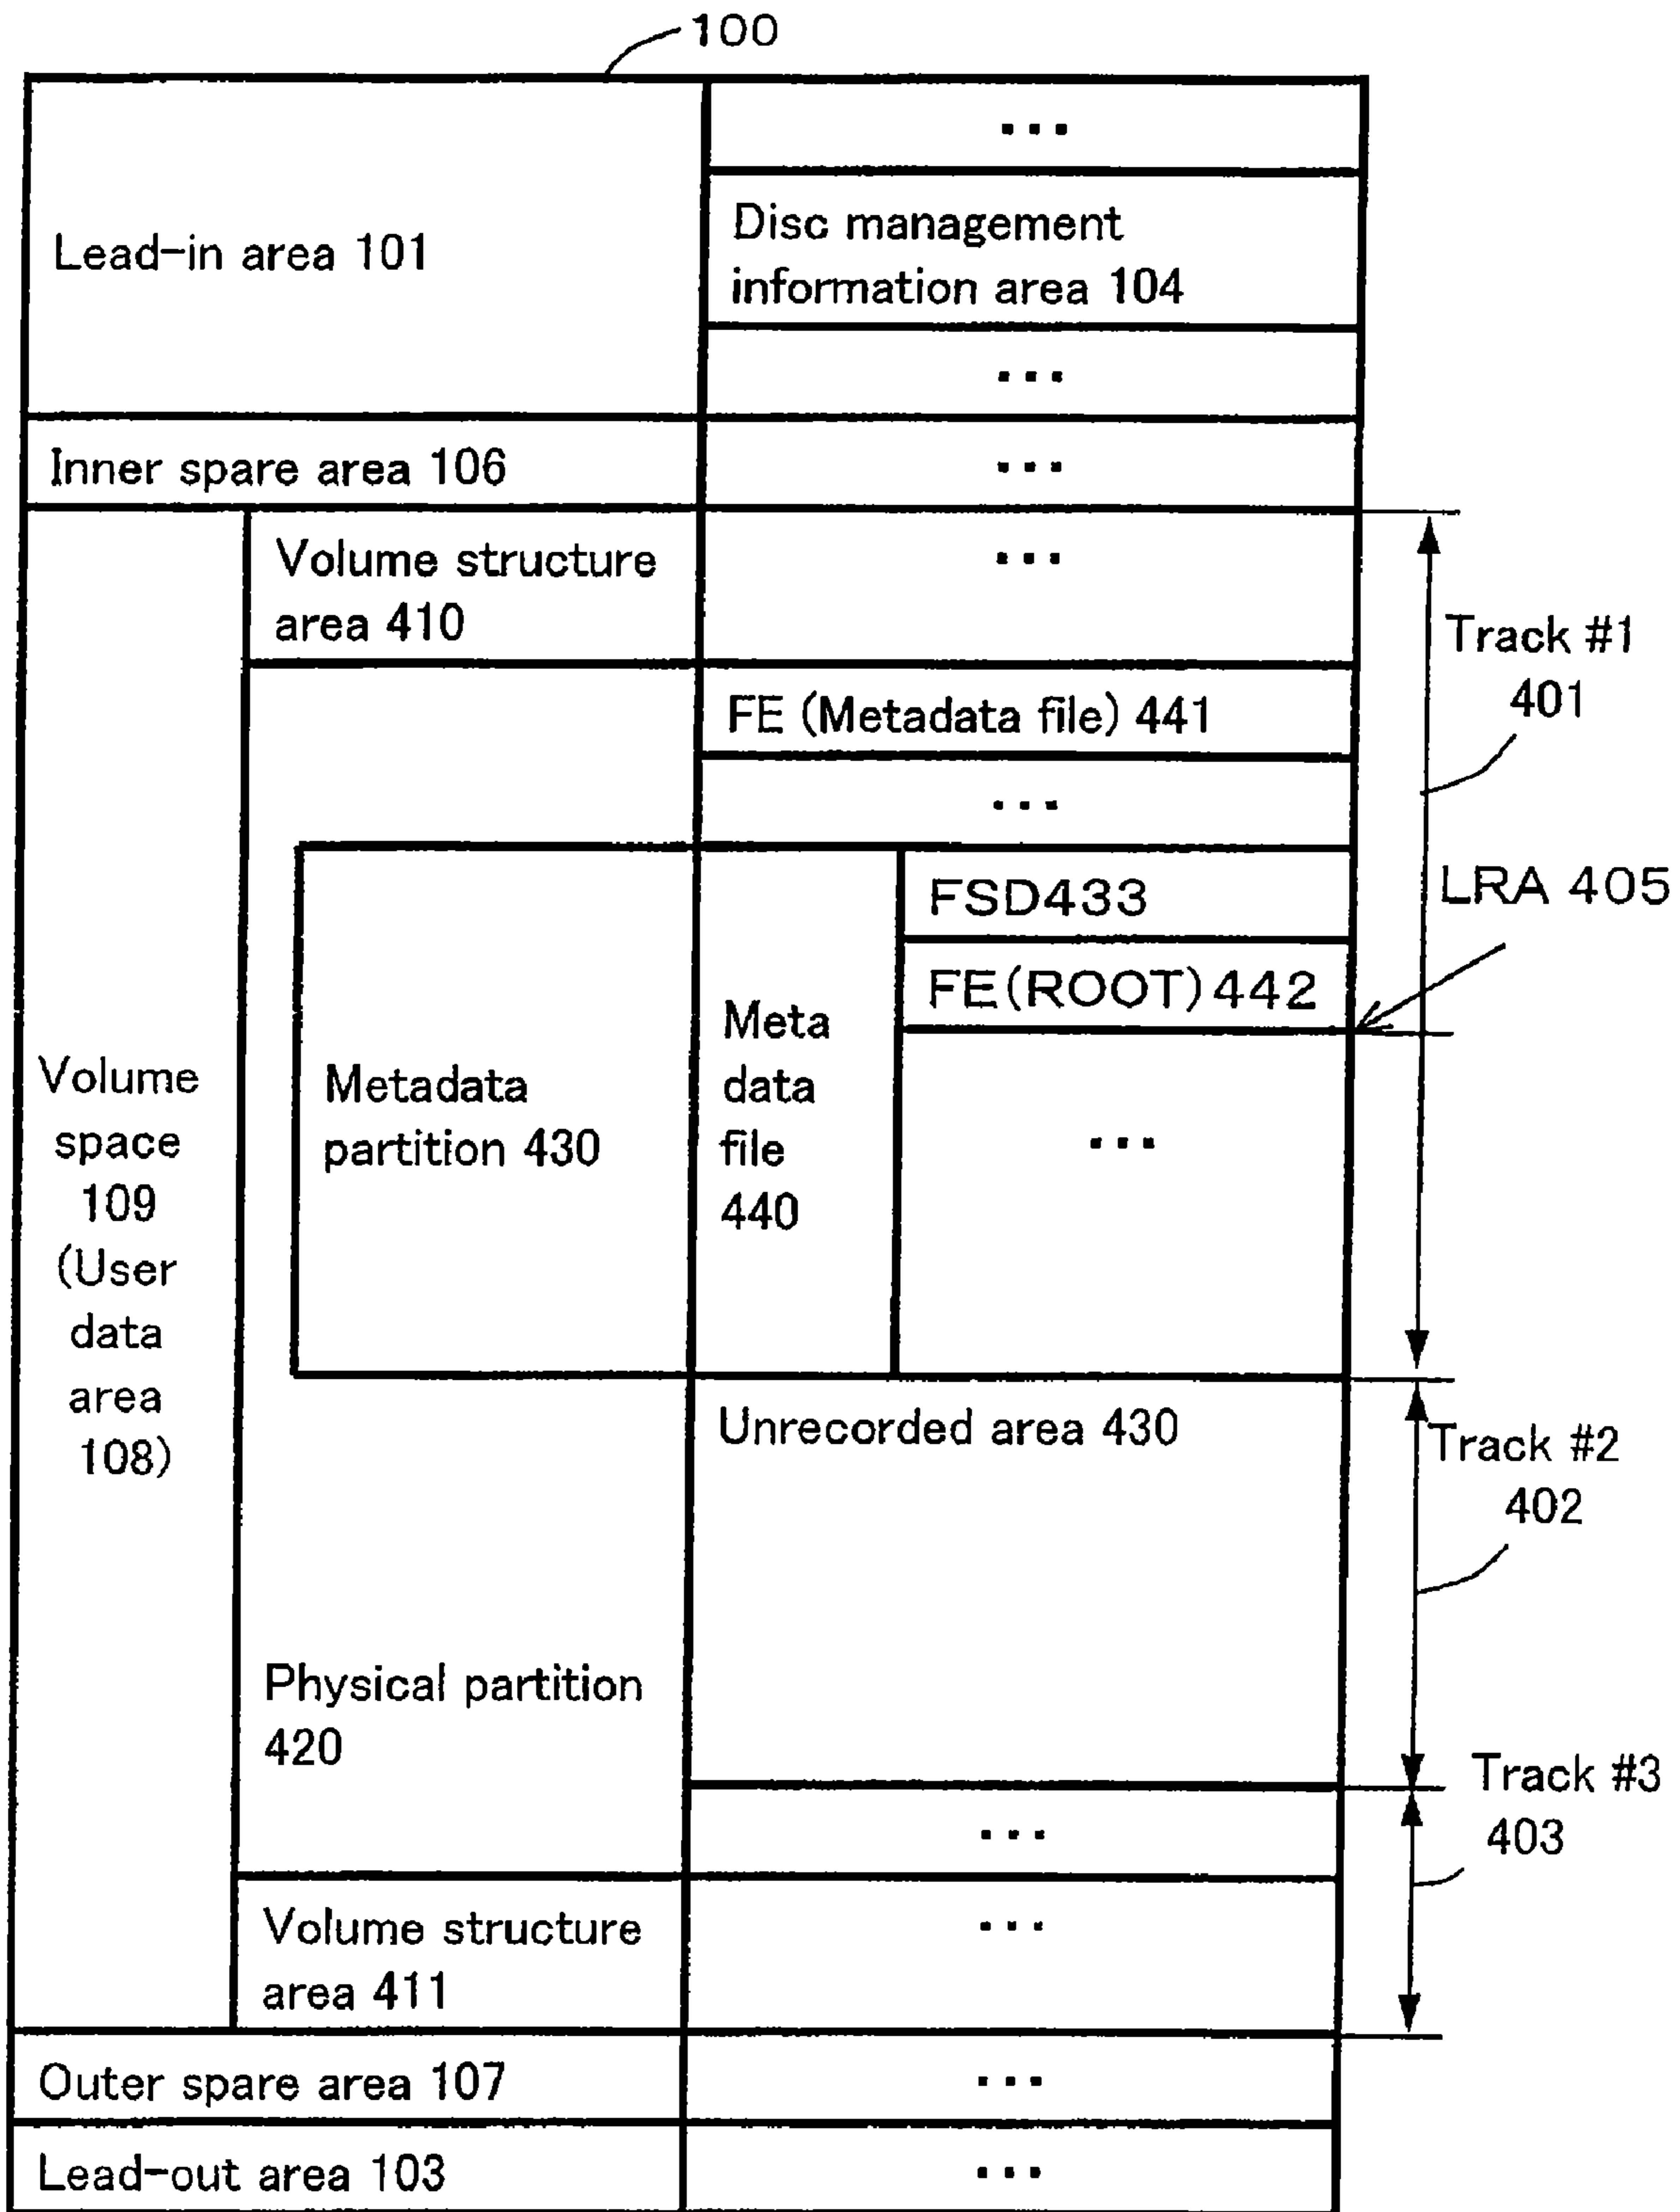 100
...
Lead-in area 101
Disc management
information area 104
...
Inner spare area 106
...
Volume structure
area 410
...
Track #1
401
FE (Metadata file) 441
...
FSD433
LRA 405
FE(ROOT)442
Meta
data
file
440
Metadata
partition 430
...
Volume
space
109
(User
data
area
108)
Unrecorded area 430
Track #2
402
Physical partition
420
Track #3
403
...
Volume structure
area 411
...
Outer spare area 107
...
Lead-out area 103
...